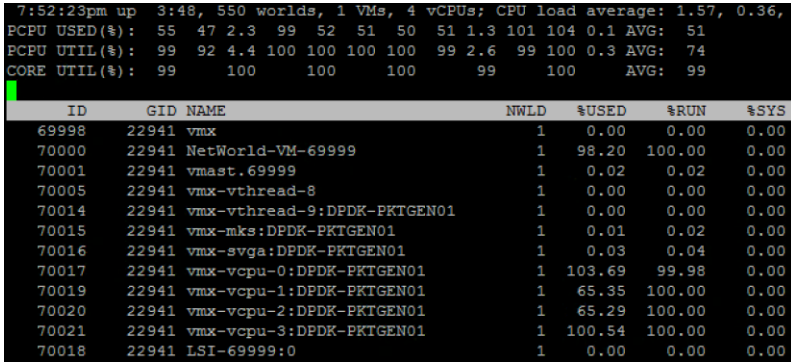 7:52:23pm up 3:48, 550 worlds, 1 VMs, 4 vCPUs; CPU load average: 1.57, 0.36,
PCPU USED(%): 55 47 2.3 99 52 51 50 51 1.3 101 104 0.1 AVG: 51
PCPU UTIL(%): 99 92 4.4 100 100 100 100 99 2.6 99 100 0.3 AVG: 74
CORE UTIL(%): 99 100 100 100 99 100 AVG: 99
ID GID NAME NWLD %USED %RUN %SYS
69998 22941 vmx 1 0.00 0.00 0.00
70000 22941 NetWorld-VM-69999 1 98.20 100.00 0.00
70001 22941 vmast.69999 1 0.02 0.02 0.00
70005 22941 vmx-vthread-8 1 0.00 0.00 0.00
70014 22941 vmx-vthread-9:DPDK-PKTGEN01 1 0.00 0.00 0.00
70015 22941 vmx-mks:DPDK-PKTGEN01 1 0.01 0.02 0.00
70016 22941 vmx-svga:DPDK-PKTGEN01 1 0.03 0.04 0.00
70017 22941 vmx-vcpu-0:DPDK-PKTGEN01 1 103.69 99.98 0.00
70019 22941 vmx-vcpu-1:DPDK-PKTGEN01 1 65.35 100.00 0.00
70020 22941 vmx-vcpu-2:DPDK-PKTGEN01 1 65.29 100.00 0.00
70021 22941 vmx-vcpu-3:DPDK-PKTGEN01 1 100.54 100.00 0.00
70018 22941 LSI-69999:0 1 0.00 0.00 0.00